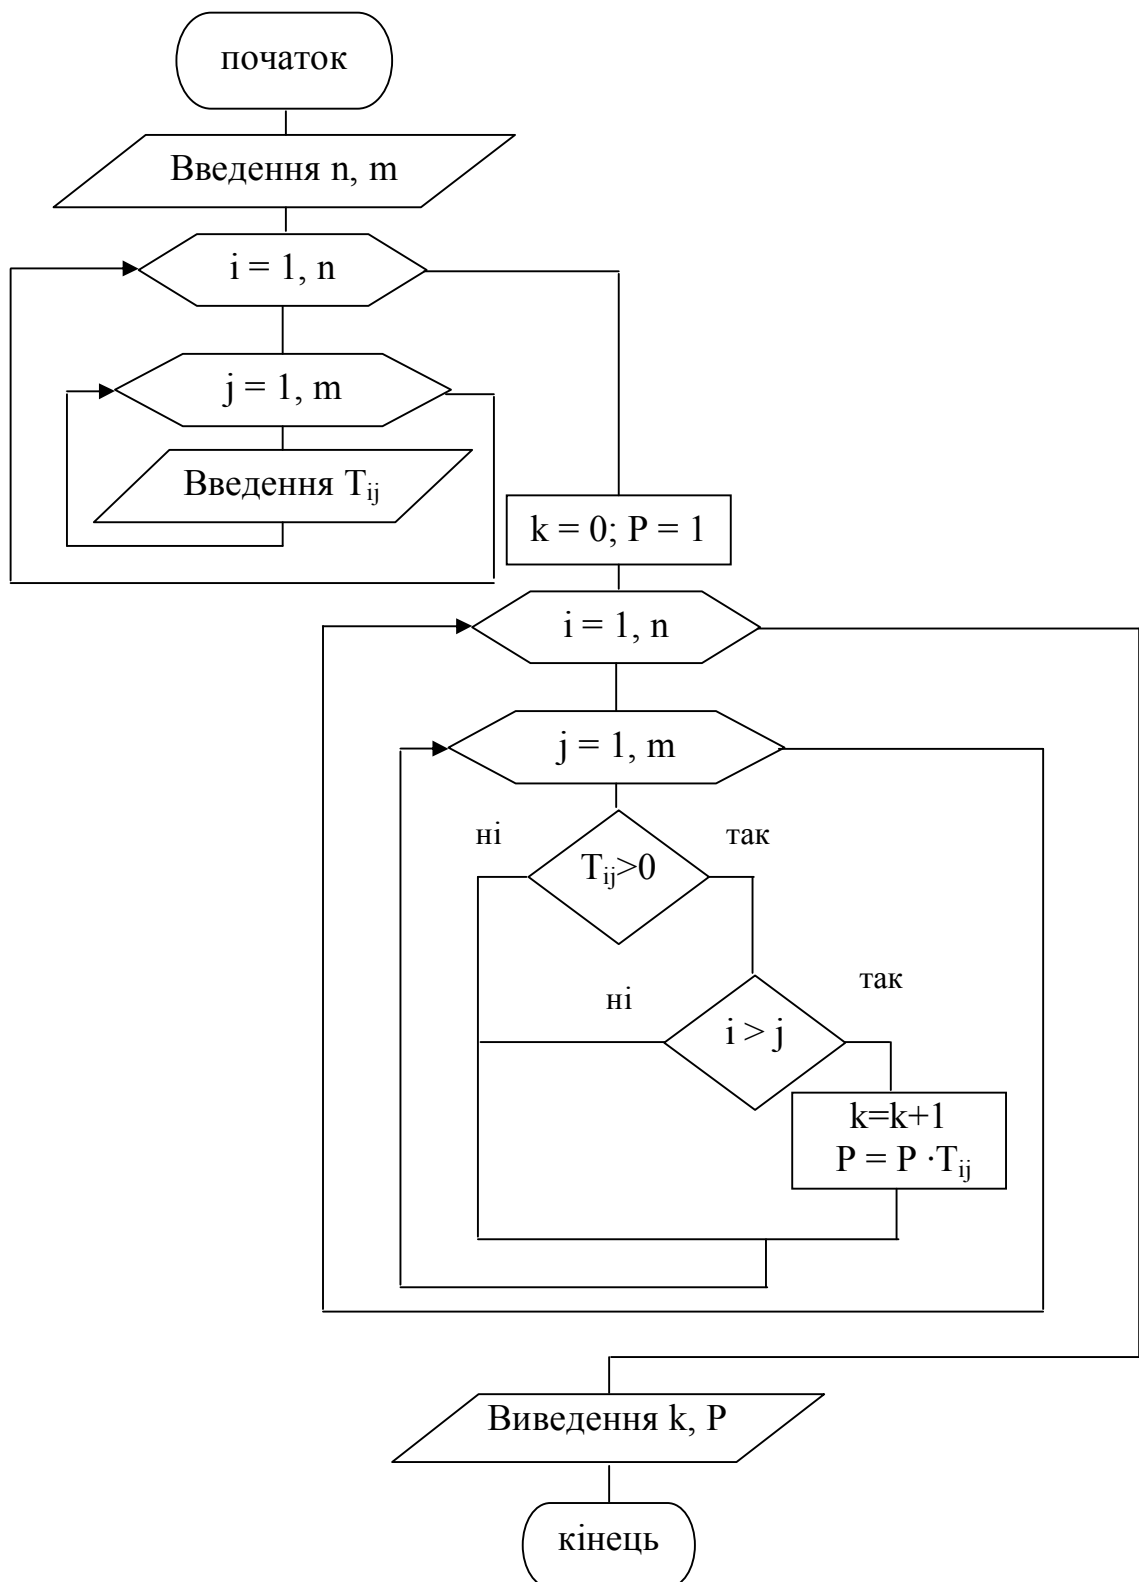 початок
Введення n, m
i = 1, n
j = 1, m
Введення Tij
k = 0; P = 1
i = 1, n
j = 1, m
ні
так
Tij>0
ні
так
i > j
k=k+1
P = P ·Tij
Виведення k, P
кінець